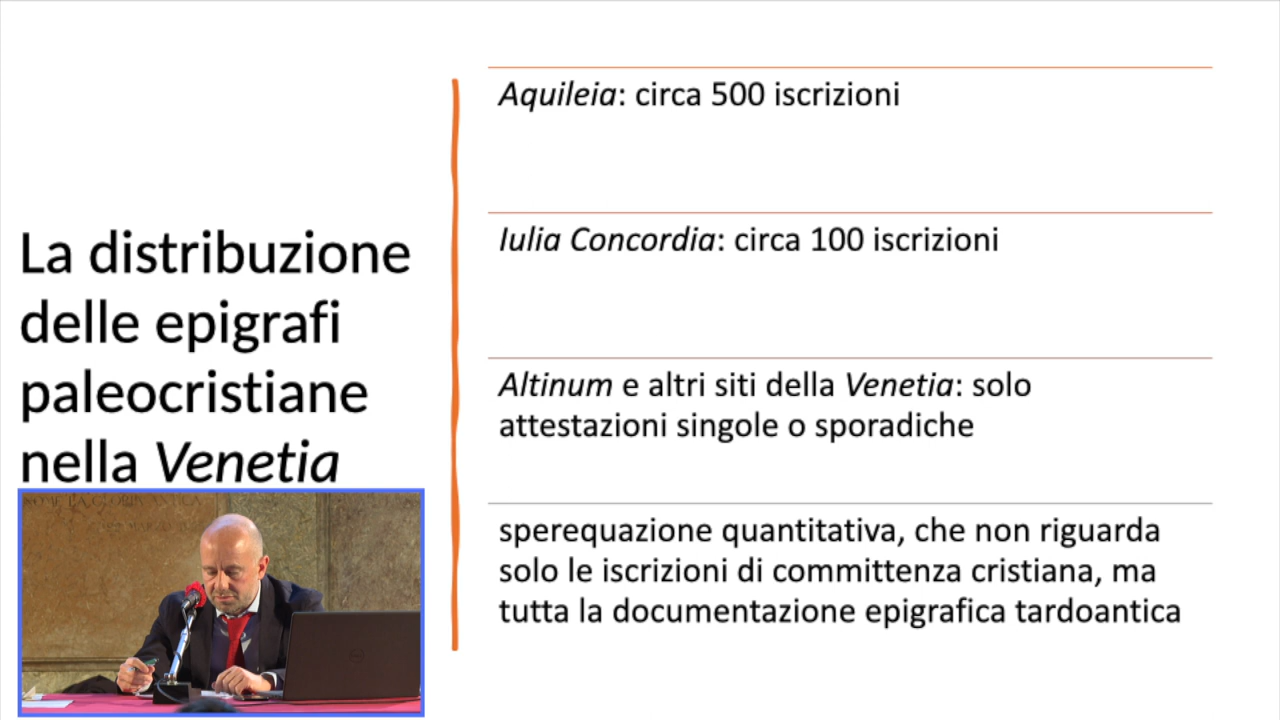 La distribuzione
delle epigrafi
paleocristiane
nella Venetia
Aquileia: circa 500 iscrizioni
Iulia Concordia: circa 100 iscrizioni
Altinum e altri siti della Venetia: solo
attestazioni singole o sporadiche
sperequazione quantitativa, che non riguarda
solo le iscrizioni di committenza cristiana, ma
tutta la documentazione epigrafica tardoantica